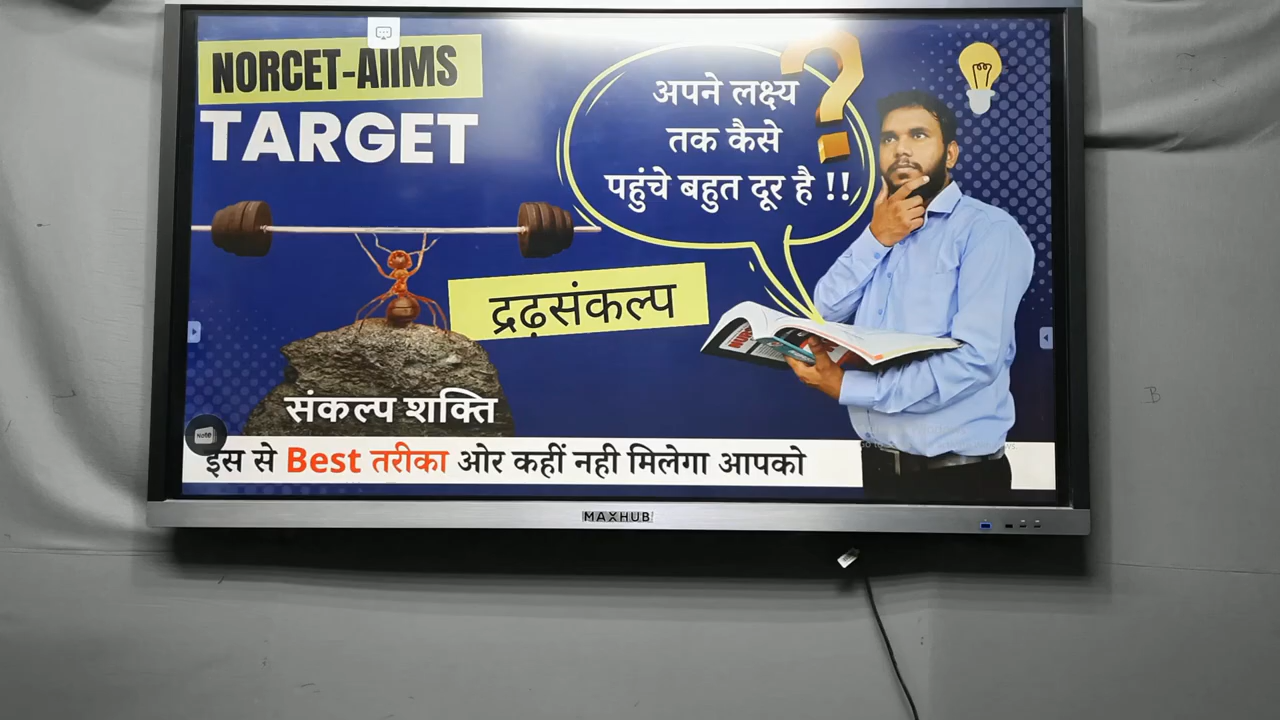 NORCET-AIIMS
TARGET
अपने लक्ष्य
तक कैसे
पहुंचे बहुत दूर है !!
द्रढ़संकल्प
संकल्प शक्ति
Note
इस से Best तरीका ओर कहीं नही मिलेगा आपको
MAXHUB
B